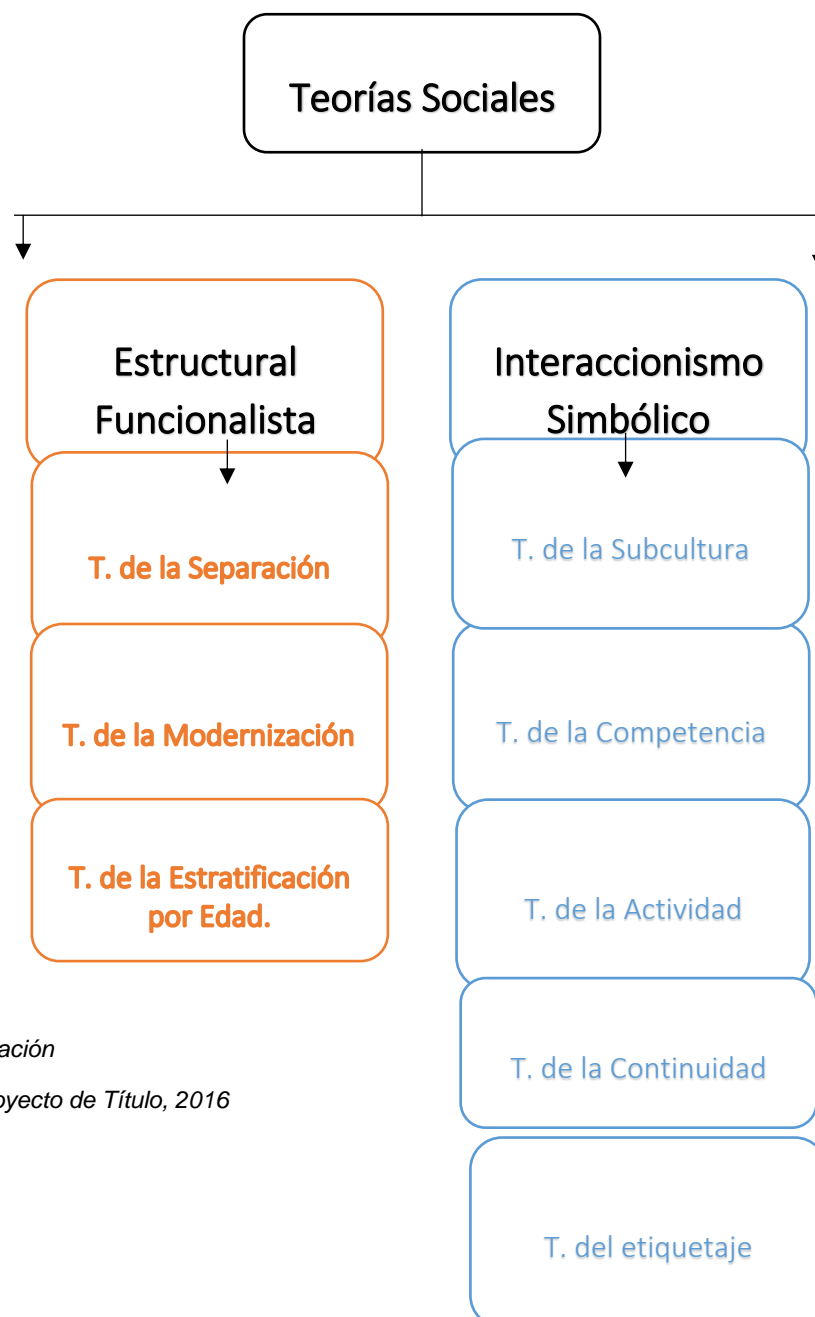 Teorías Sociales
Estructural
Funcionalista
T. de la Separación
T. de la Modernización
T. de la Estratificación
por Edad.
Interaccionismo
Simbólico
T. de la Subcultura
T. de la Competencia
T. de la Actividad
T. de la Continuidad
T. del etiquetaje
ación
oyecto de Título, 2016